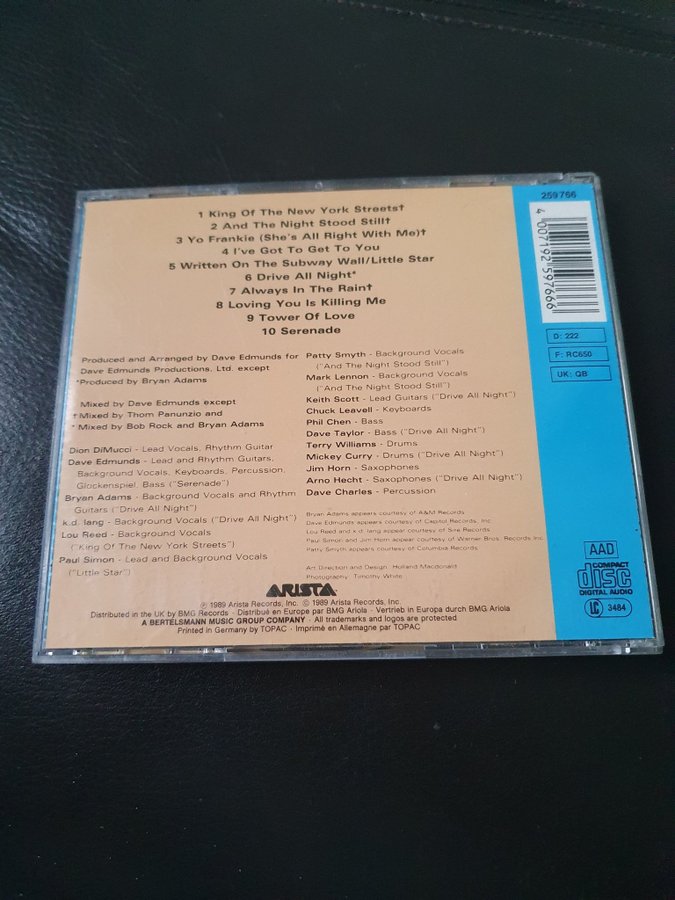 1 King Of The New York Streets†
2 And The Night Stood Still†
3 Yo Frankie (She's All Right With Me)†
4 I've Got To Get To You
5 Written On The Subway Wall/Little Star
6 Drive All Night*
7 Always In The Rain†
8 Loving You Is Killing Me
9 Tower Of Love
10 Serenade
Produced and Arranged by Dave Edmunds for
Dave Edmunds Productions, Ltd. except
*Produced by Bryan Adams
Mixed by Dave Edmunds except
†Mixed by Thom Panunzio and
* Mixed by Bob Rock and Bryan Adams
Dion DiMucci - Lead Vocals, Rhythm Guitar
Dave Edmunds - Lead and Rhythm Guitars,
Background Vocals, Keyboards, Percussion,
Glockenspiel, Bass ("Serenade")
Bryan Adams - Background Vocals and Rhythm
Guitars ("Drive All Night")
k.d. lang - Background Vocals ("Drive All Night")
Lou Reed - Background Vocals
("King Of The New York Streets")
Paul Simon - Lead and Background Vocals
("Little Star")
Patty Smyth - Background Vocals
("And The Night Stood Still")
Mark Lennon - Background Vocals
("And The Night Stood Still")
Keith Scott - Lead Guitars ("Drive All Night")
Chuck Leavell - Keyboards
Phil Chen - Bass
Dave Taylor - Bass ("Drive All Night")
Terry Williams - Drums
Mickey Curry - Drums ("Drive All Night")
Jim Horn - Saxophones
Arno Hecht - Saxophones ("Drive All Night")
Dave Charles - Percussion
Bryan Adams appears courtesy of A&M Records
Dave Edmunds appears courtesy of Capitol Records, Inc.
Lou Reed and k.d. lang appear courtesy of Sire Records
Paul Simon and Jim Horn appear courtesy of Warner Bros. Records Inc.
Patty Smyth appears courtesy of Columbia Records
Art Direction and Design: Holland Macdonald
Photography: Timothy White
ARISTA
℗ 1989 Arista Records, Inc. © 1989 Arista Records, Inc.
Distributed in the UK by BMG Records · Distribué en Europe par BMG Ariola · Vertrieb in Europa durch BMG Ariola
A BERTELSMANN MUSIC GROUP COMPANY · All trademarks and logos are protected
Printed in Germany by TOPAC · Imprimé en Allemagne par TOPAC
259 766
4 007192 597666
D: 222
F: RC650
UK: QB
AAD
COMPACT
disc
DIGITAL AUDIO
LC 3484